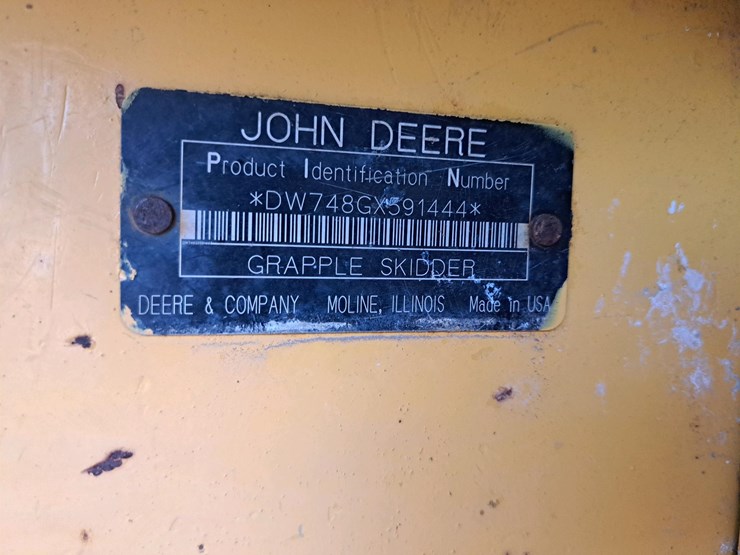 JOHN DEERE
Product Identification Number
*DW748GX591444*
GRAPPLE SKIDDER
DEERE & COMPANY MOLINE, ILLINOIS Made in USA